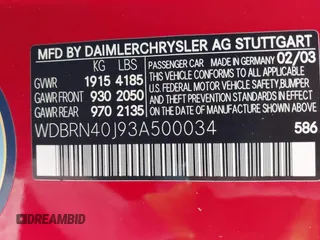 MFD BY DAIMLERCHRYSLER AG STUTTGART
PASSENGER CAR MADE IN GERMANY 02/03
KG LBS
GVWR 1915 4185
GAWR FRONT 930 2050
GAWR REAR 970 2135
THIS VEHICLE CONFORMS TO ALL APPLICABLE
U.S. FEDERAL MOTOR VEHICLE
SAFETY BUMPER AND
THEFT PREVENTION STANDARDS
IN EFFECT ON THE DATE OF
MANUFACTURE SHOWN ABOVE
WDBRN40J93A500034
586
DREAMBID